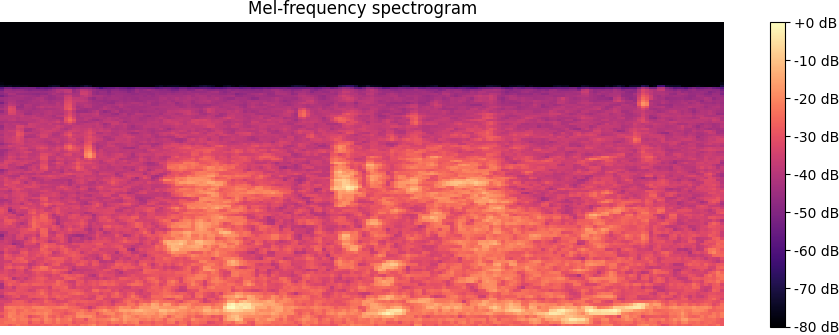 Mel-frequency spectrogram
+0 dB
-10 dB
-20 dB
-30 dB
-40 dB
-50 dB
-60 dB
-70 dB
-80 dB